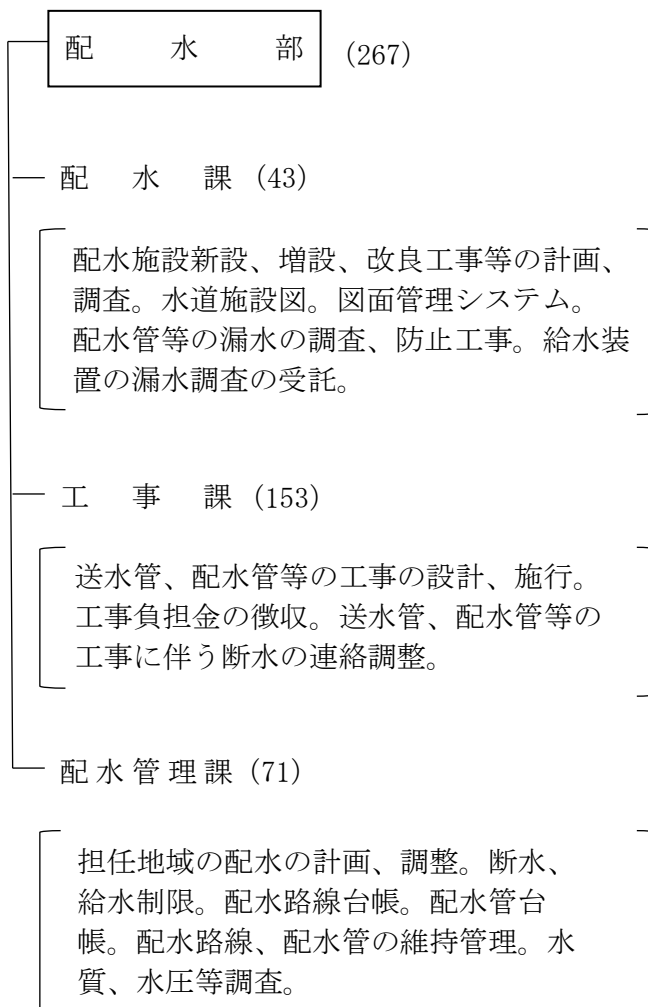 配水部 (267)
配水課 (43)
配水施設新設、増設、改良工事等の計画、
調査。水道施設図。図面管理システム。
配水管等の漏水の調査、防止工事。給水装
置の漏水調査の受託。
工事課 (153)
送水管、配水管等の工事の設計、施行。
工事負担金の徴収。送水管、配水管等の
工事に伴う断水の連絡調整。
配水管理課 (71)
担任地域の配水の計画、調整。断水、
給水制限。配水路線台帳。配水管台
帳。配水路線、配水管の維持管理。水
質、水圧等調査。